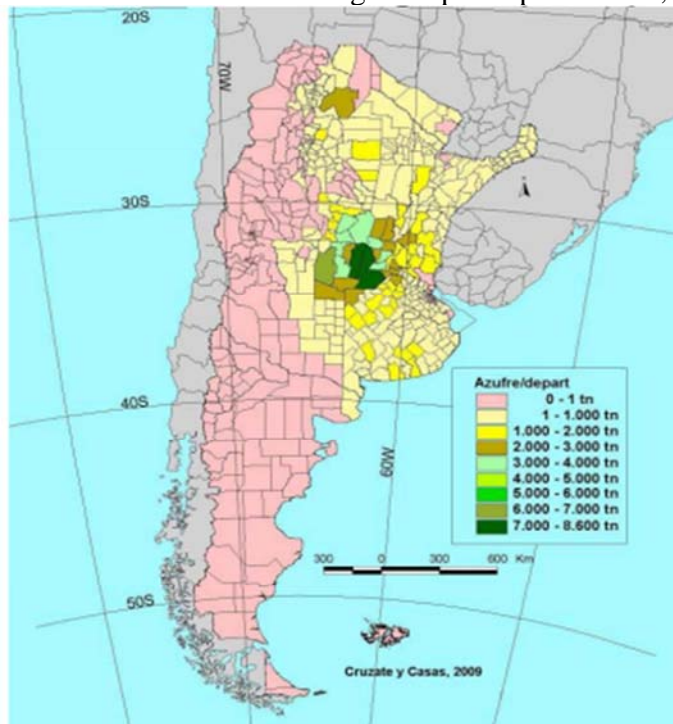 20S
70W
30S
40S
60W
50S
Azufre/depart
0 - 1 tn
1 - 1.000 tn
1.000 - 2.000 tn
2.000 - 3.000 tn
3.000 - 4.000 tn
4.000 - 5.000 tn
5.000 - 6.000 tn
6.000 - 7.000 tn
7.000 - 8.600 tn
300 0 300 600 Km
Cruzate y Casas, 2009